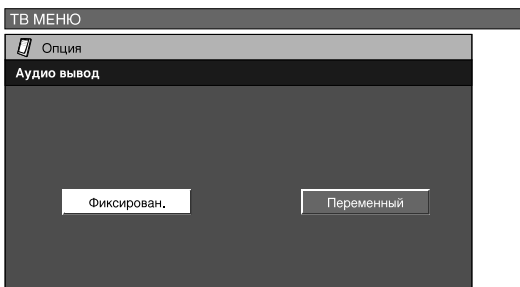 ТВ МЕНЮ
Опция
Аудио вывод
Фиксирован. Переменный